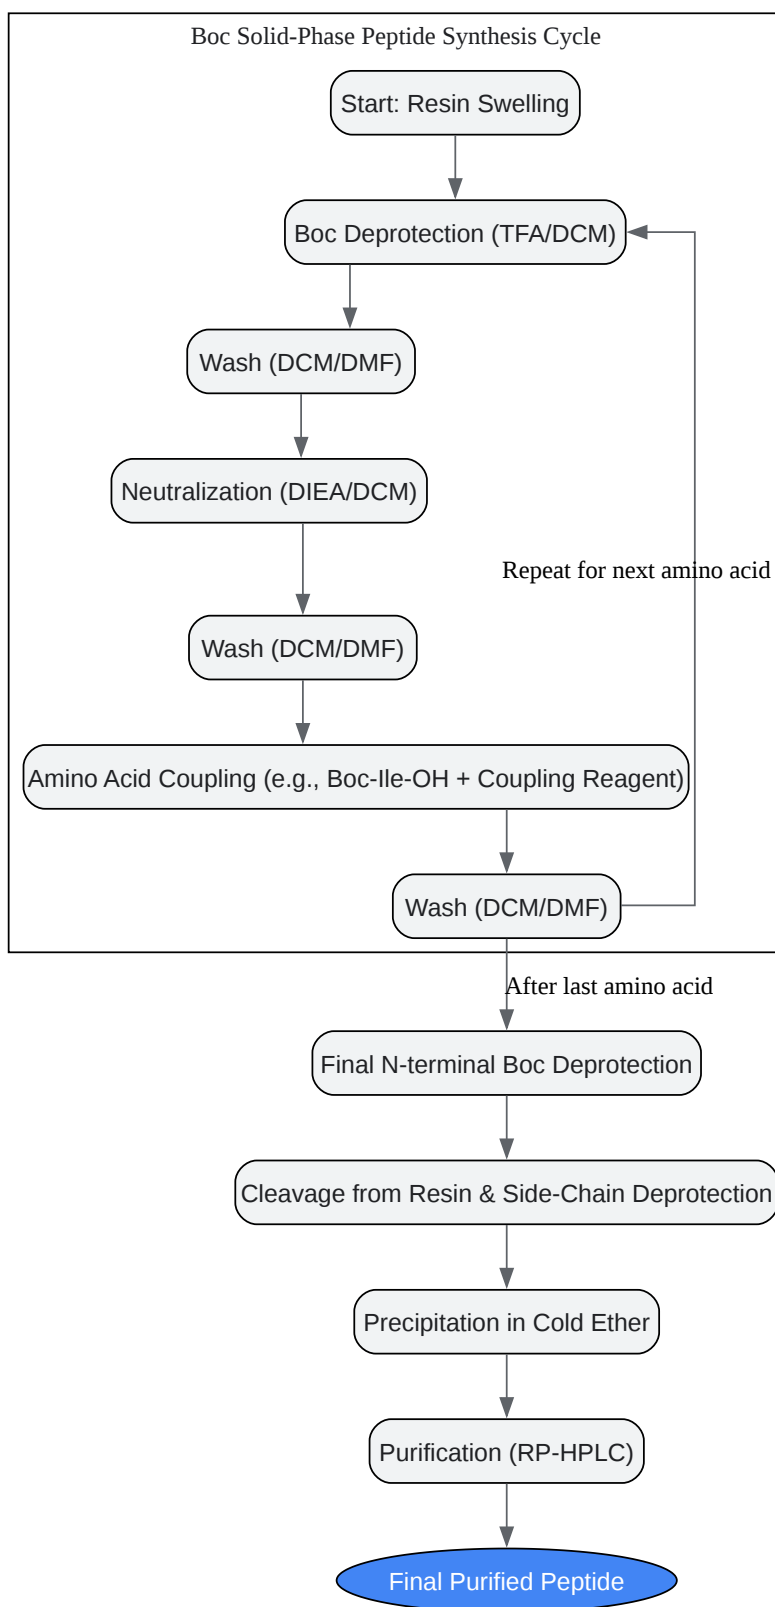 Boc Solid-Phase Peptide Synthesis Cycle
Start: Resin Swelling
Boc Deprotection (TFA/DCM)
Wash (DCM/DMF)
Neutralization (DIEA/DCM)
Repeat for next amino acid
Wash (DCM/DMF)
Amino Acid Coupling (e.g., Boc-Ile-OH + Coupling Reagent)
Wash (DCM/DMF)
After last amino acid
Final N-terminal Boc Deprotection
Cleavage from Resin & Side-Chain Deprotection
Precipitation in Cold Ether
Purification (RP-HPLC)
Final Purified Peptide